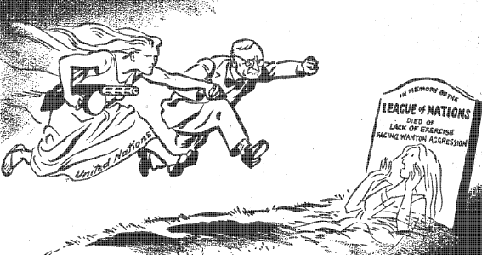 United Nations
IN MEMORY OF THE
LEAGUE OF NATIONS
DIED OF
LACK OF EXERCISE
FACING WANTON AGGRESSION